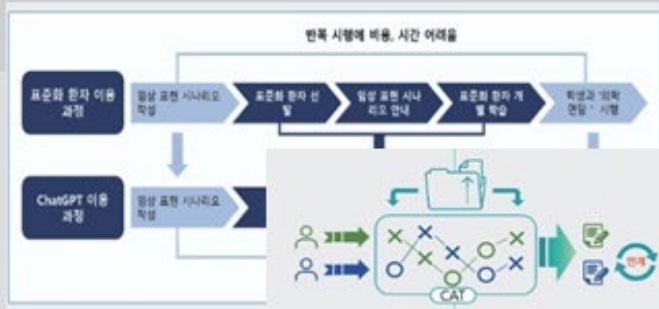 반복 시행에 비용, 시간 어려움
표준화 환자 이용
과정
임상 표현 시나리오
작성
표준화 환자 선
발
임상 표현 시나
리오 안내
표준화 환자 개
별 학습
학생과 '의학
면담' 시행
ChatGPT 이용
과정
임상 표현 시나리오
작성
CAT
연계